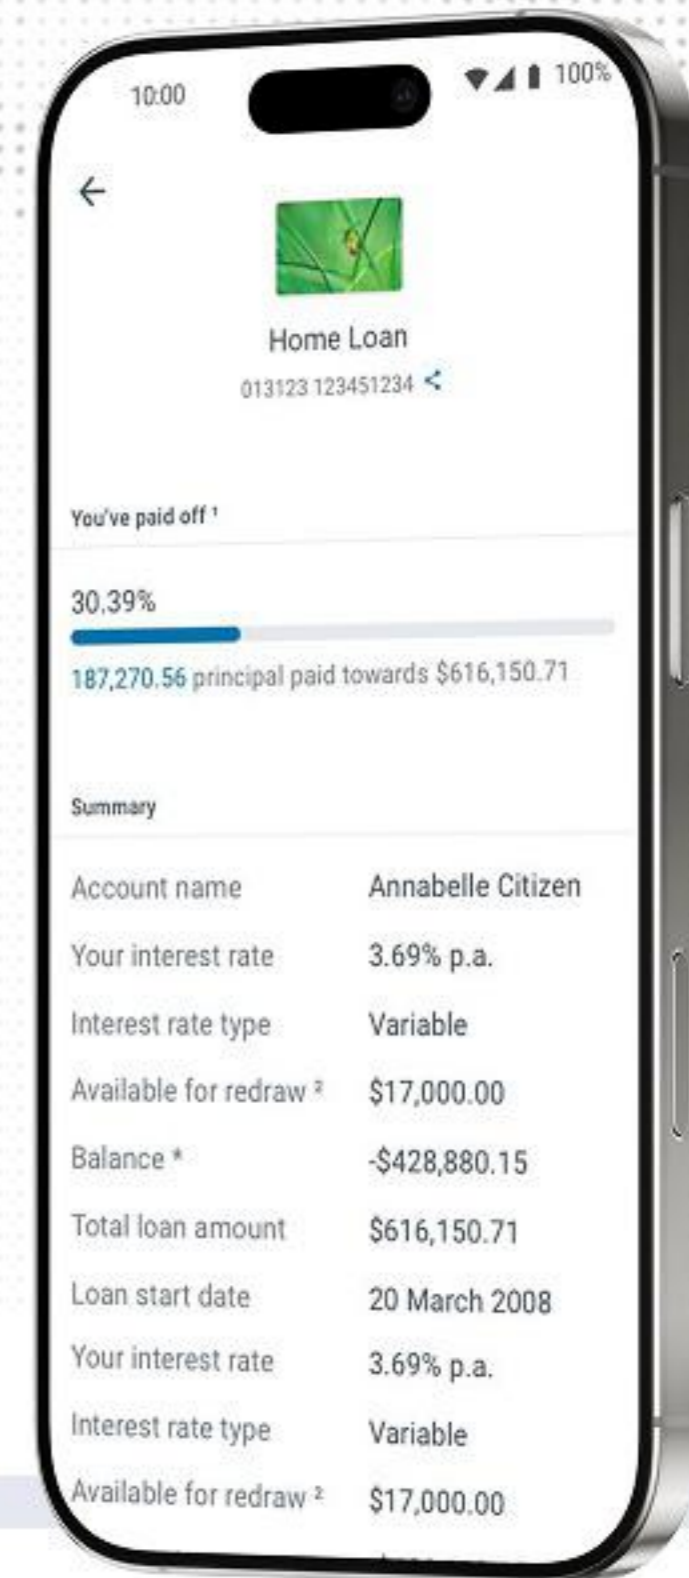 10:00 100%
Home Loan
013123 123451234
You've paid off ¹
30.39%
187,270.56 principal paid towards $616,150.71
Summary
Account name Annabelle Citizen
Your interest rate 3.69% p.a.
Interest rate type Variable
Available for redraw ² $17,000.00
Balance * -$428,880.15
Total loan amount $616,150.71
Loan start date 20 March 2008
Your interest rate 3.69% p.a.
Interest rate type Variable
Available for redraw ² $17,000.00